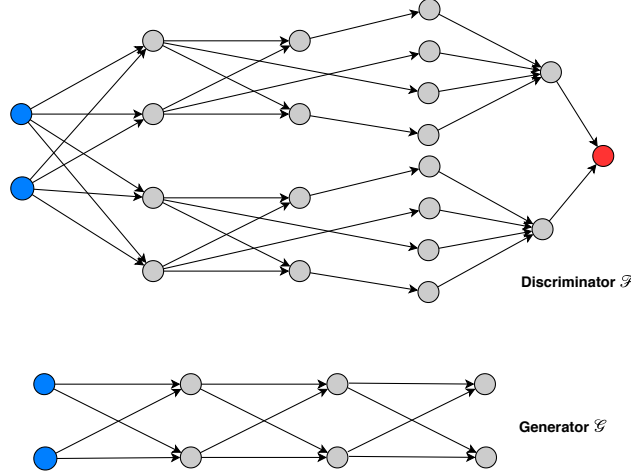 Discriminator ℱ
Generator 𝒢